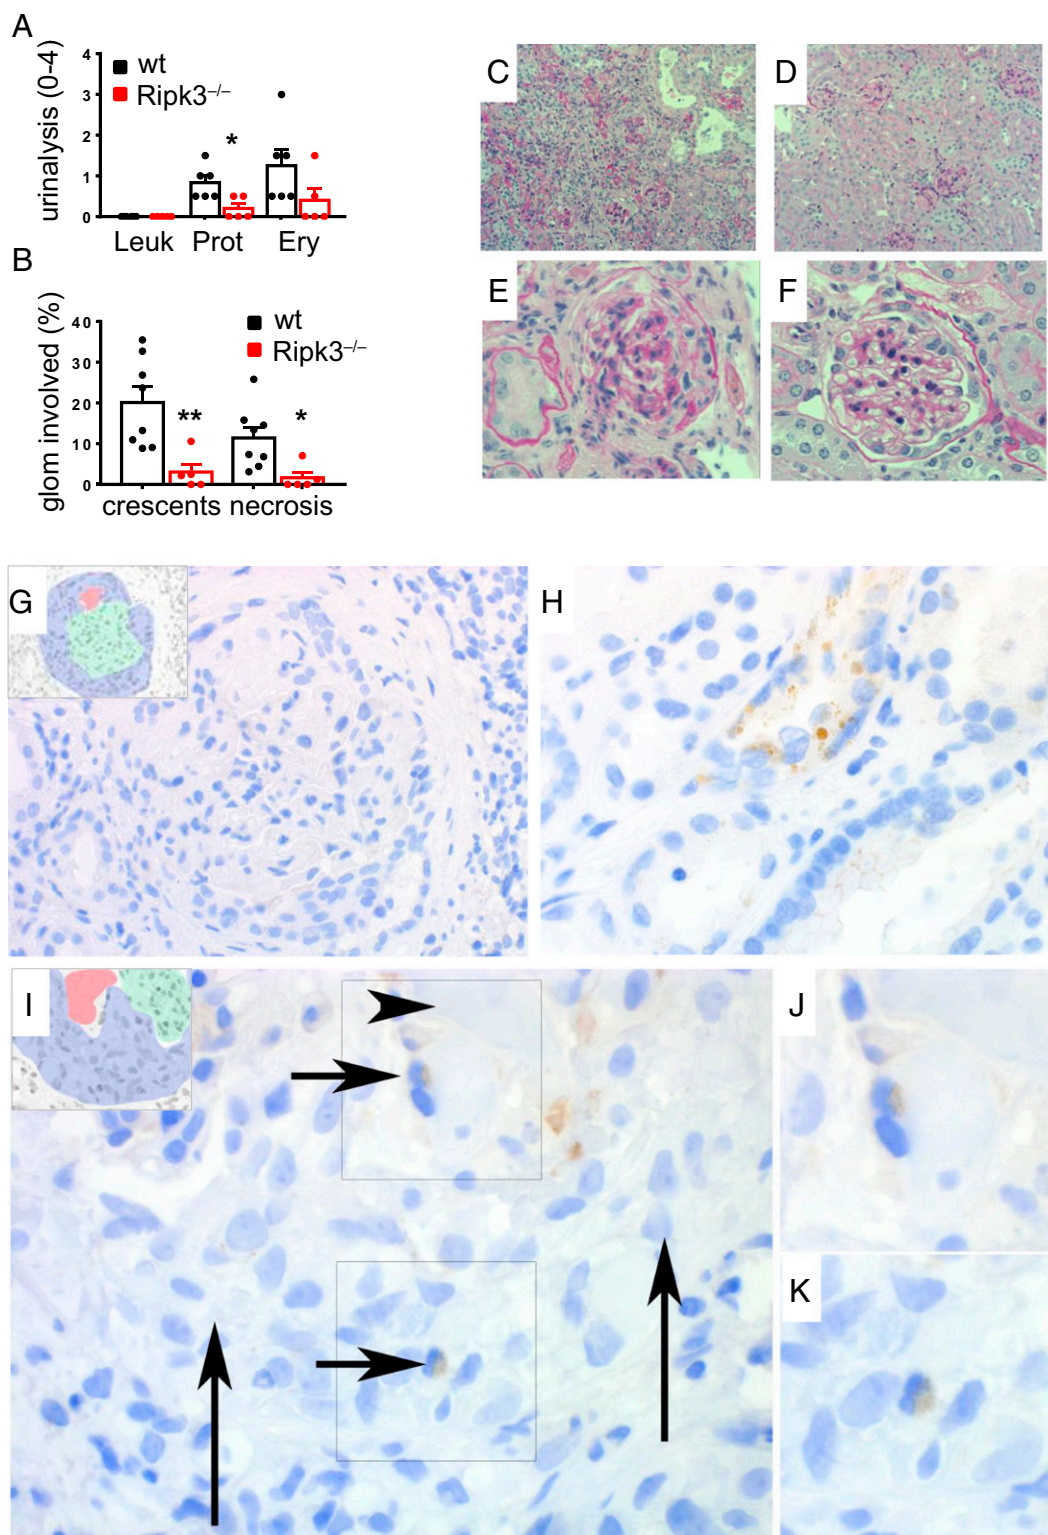 A
urinalysis (0-4)
4
3
2
1
0
wt
Ripk3–/–
*
Leuk Prot Ery
B
glom involved (%)
40
30
20
10
0
wt
Ripk3–/–
** *
crescents necrosis
C
D
E
F
G
H
I
J
K